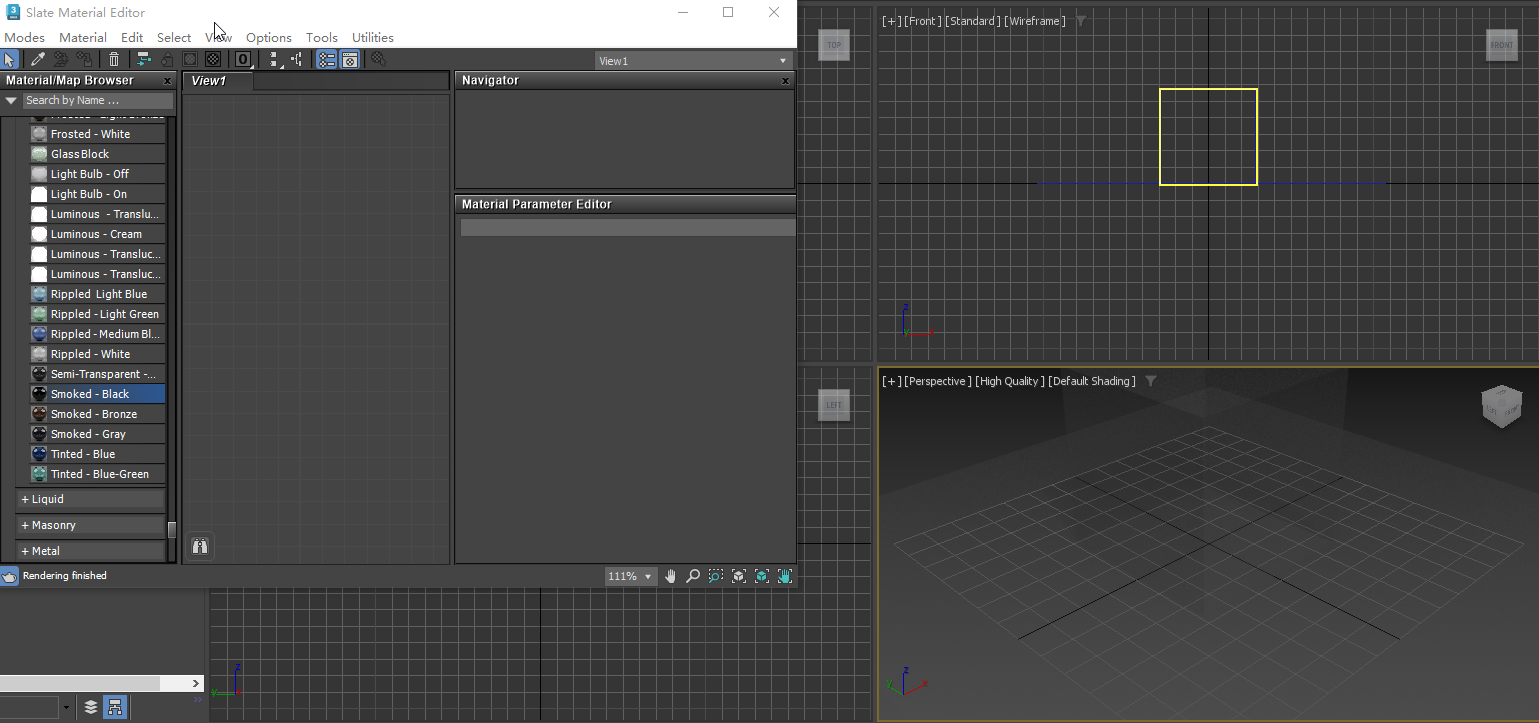 Slate Material Editor
Modes Material Edit Select View Options Tools Utilities
View1
Material/Map Browser
Search by Name ...
Frosted - White
Glass Block
Light Bulb - Off
Light Bulb - On
Luminous - Translu...
Luminous - Cream
Luminous - Transluc...
Luminous - Transluc...
Rippled Light Blue
Rippled - Light Green
Rippled - Medium Bl...
Rippled - White
Semi-Transparent -...
Smoked - Black
Smoked - Bronze
Smoked - Gray
Tinted - Blue
Tinted - Blue-Green
+ Liquid
+ Masonry
+ Metal
Rendering finished
View1
Navigator
Material Parameter Editor
111%
TOP
[+] [Front] [Standard] [Wireframe]
FRONT
z
x
y
LEFT
z
y
[+] [Perspective] [High Quality] [Default Shading]
LEFT
FRONT
z
y
x